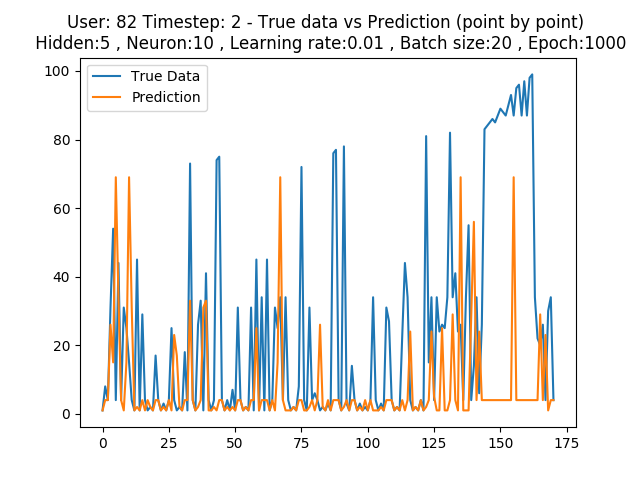 User: 82 Timestep: 2 - True data vs Prediction (point by point)
Hidden:5 , Neuron:10 , Learning rate:0.01 , Batch size:20 , Epoch:1000
True Data
Prediction
100
80
60
40
20
0
0 25 50 75 100 125 150 175